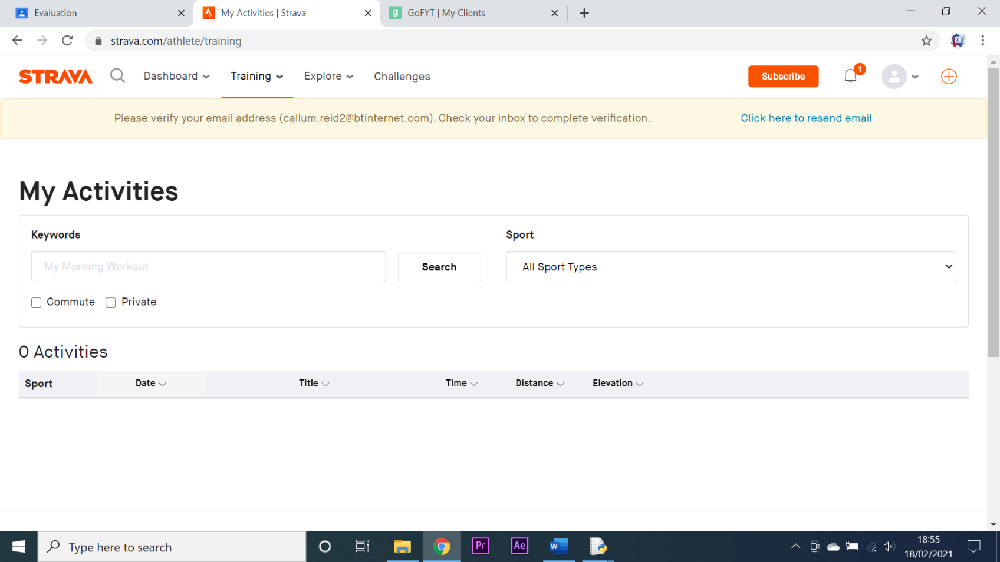 Evaluation
My Activities | Strava
g
GoFYT | My Clients
strava.com/athlete/training
K
STRAVA
Dashboard
Training
Explore
Challenges
Subscribe
1
Please verify your email address (callum.reid2@btinternet.com). Check your inbox to complete verification.
Click here to resend email
My Activities
Keywords
Sport
My Morning Workout
Search
All Sport Types
Commute
Private
0 Activities
Sport
Date
Title
Time
Distance
Elevation
Type here to search
Pr
Ae
W
18:55
18/02/2021